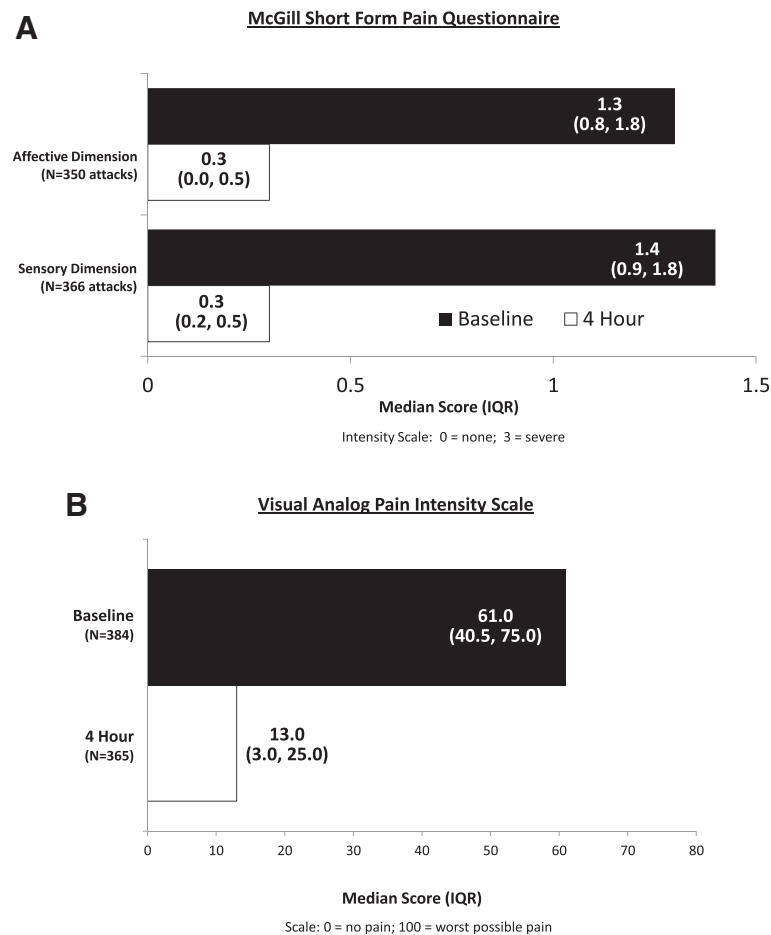 A
McGill Short Form Pain Questionnaire
1.3
(0.8, 1.8)
Affective Dimension
(N=350 attacks)
0.3
(0.0, 0.5)
1.4
(0.9, 1.8)
Sensory Dimension
(N=366 attacks)
0.3
(0.2, 0.5)
Baseline
4 Hour
0
0.5
1
1.5
Median Score (IQR)
Intensity Scale: 0 = none; 3 = severe
B
Visual Analog Pain Intensity Scale
Baseline
(N=384)
61.0
(40.5, 75.0)
4 Hour
(N=365)
13.0
(3.0, 25.0)
0
10
20
30
40
50
60
70
80
Median Score (IQR)
Scale: 0 = no pain; 100 = worst possible pain